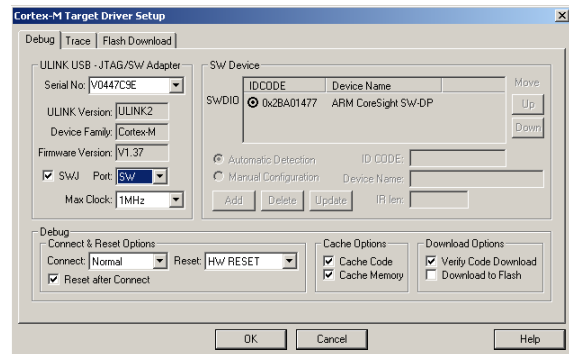 Cortex-M Target Driver Setup
Debug Trace Flash Download
ULINK USB - JTAG/SW Adapter
Serial No: V0447C9E
ULINK Version: ULINK2
Device Family: Cortex-M
Firmware Version: V1.37
SWJ Port: SW
Max Clock: 1MHz
SW Device
IDCODE Device Name Move
SWDIO 0x2BA01477 ARM CoreSight SW-DP Up
Down
Automatic Detection ID CODE:
Manual Configuration Device Name:
Add Delete Update IR len:
Debug
Connect & Reset Options
Connect: Normal Reset: HW RESET
Reset after Connect
Cache Options
Cache Code
Cache Memory
Download Options
Verify Code Download
Download to Flash
OK Cancel Help